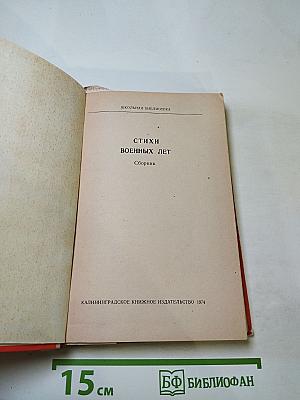 ШКОЛЬНАЯ БИБЛИОТЕКА
СТИХИ
ВОЕННЫХ ЛЕТ
Сборник
КАЛИНИНГРАДСКОЕ КНИЖНОЕ ИЗДАТЕЛЬСТВО 1974
15 см
БФ БИБЛИОФАН